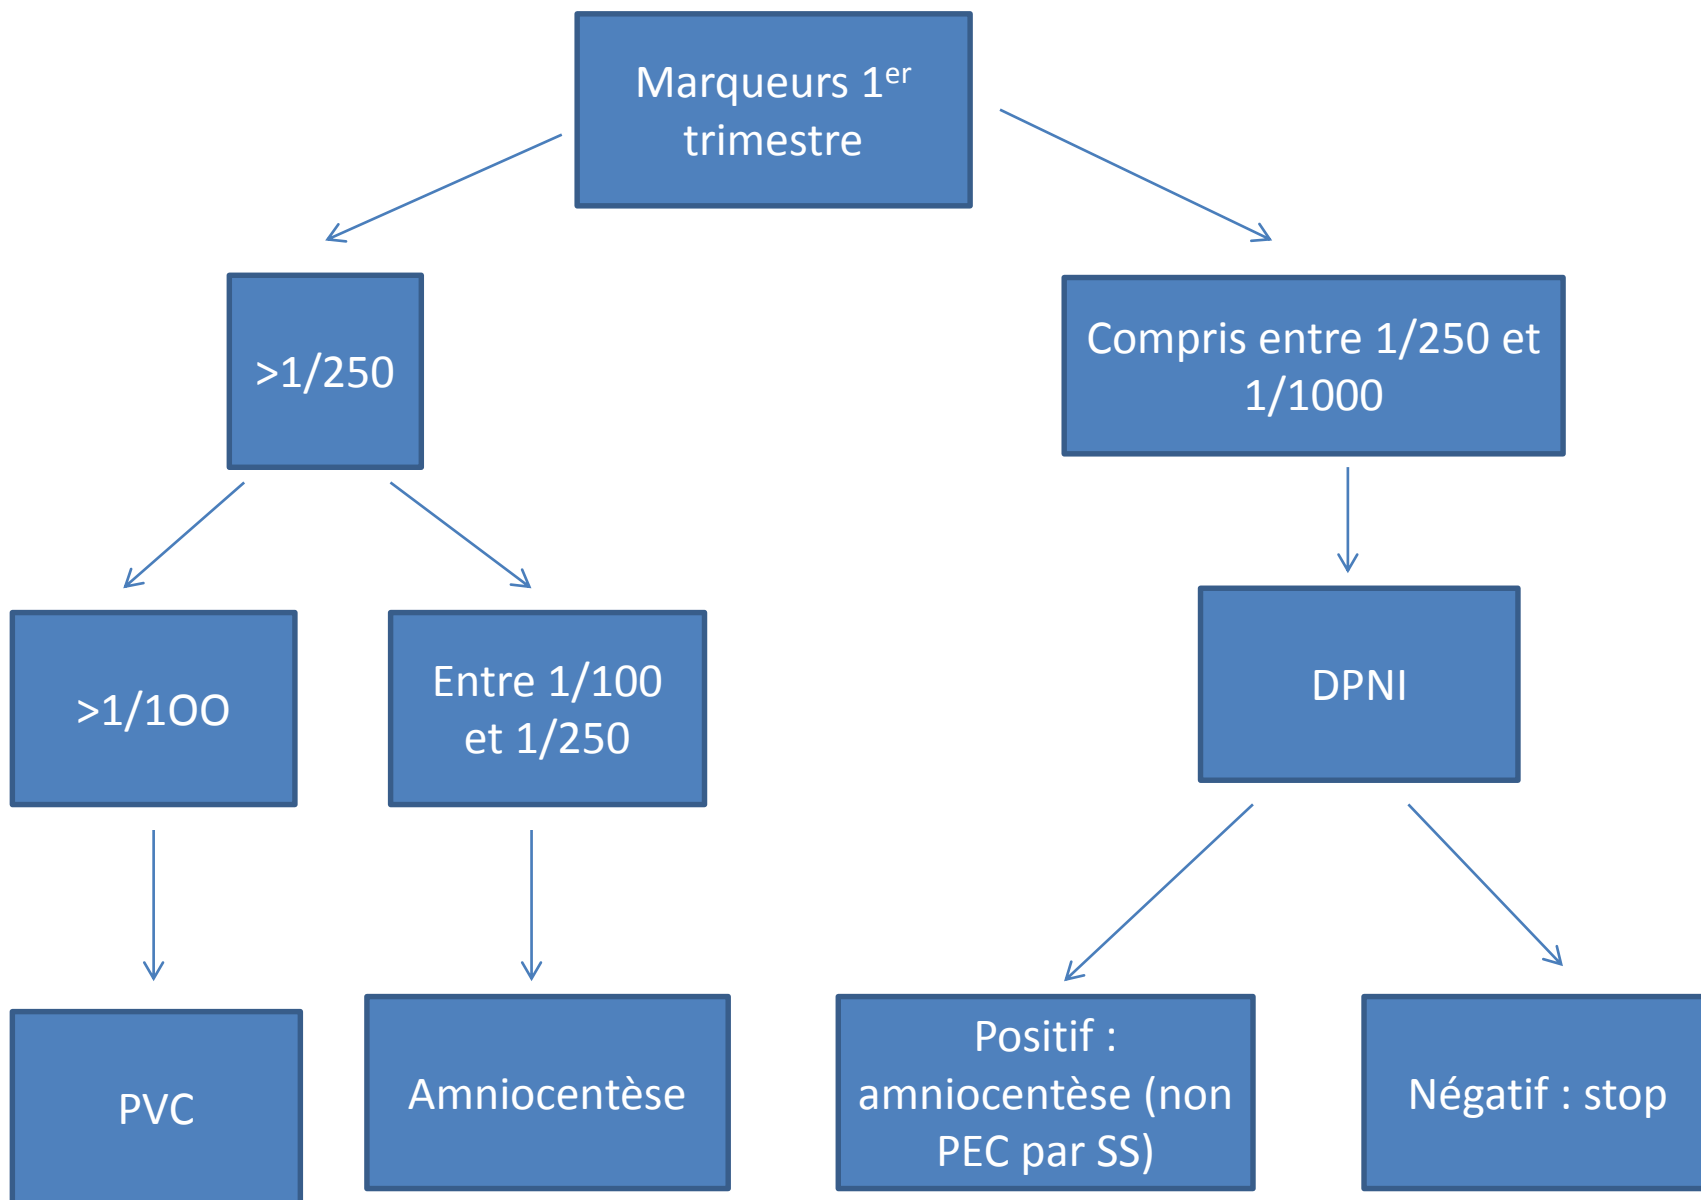 Marqueurs 1er
trimestre
>1/250
Compris entre 1/250 et
1/1000
>1/1OO
Entre 1/100
et 1/250
DPNI
PVC
Amniocentèse
Positif :
amniocentèse (non
PEC par SS)
Négatif : stop